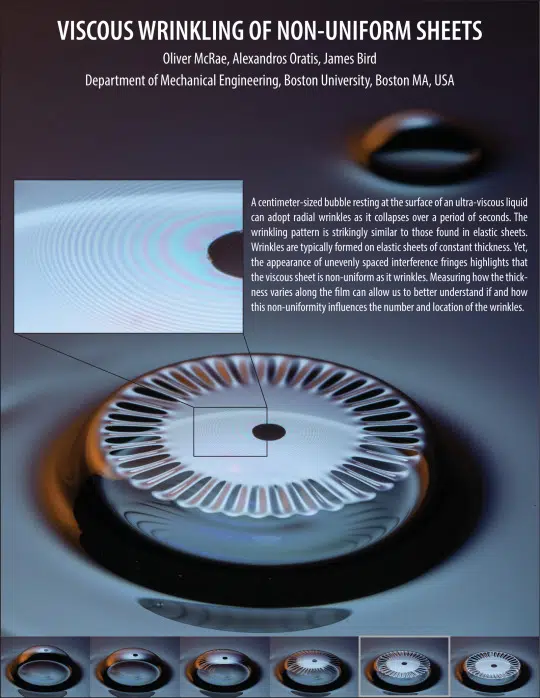 VISCOUS WRINKLING OF NON-UNIFORM SHEETS
Oliver McRae, Alexandros Oratis, James Bird
Department of Mechanical Engineering, Boston University, Boston MA, USA
A centimeter-sized bubble resting at the surface of an ultra-viscous liquid
can adopt radial wrinkles as it collapses over a period of seconds. The
wrinkling pattern is strikingly similar to those found in elastic sheets.
Wrinkles are typically formed on elastic sheets of constant thickness. Yet,
the appearance of unevenly spaced interference fringes highlights that
the viscous sheet is non-uniform as it wrinkles. Measuring how the thick-
ness varies along the film can allow us to better understand if and how
this non-uniformity influences the number and location of the wrinkles.